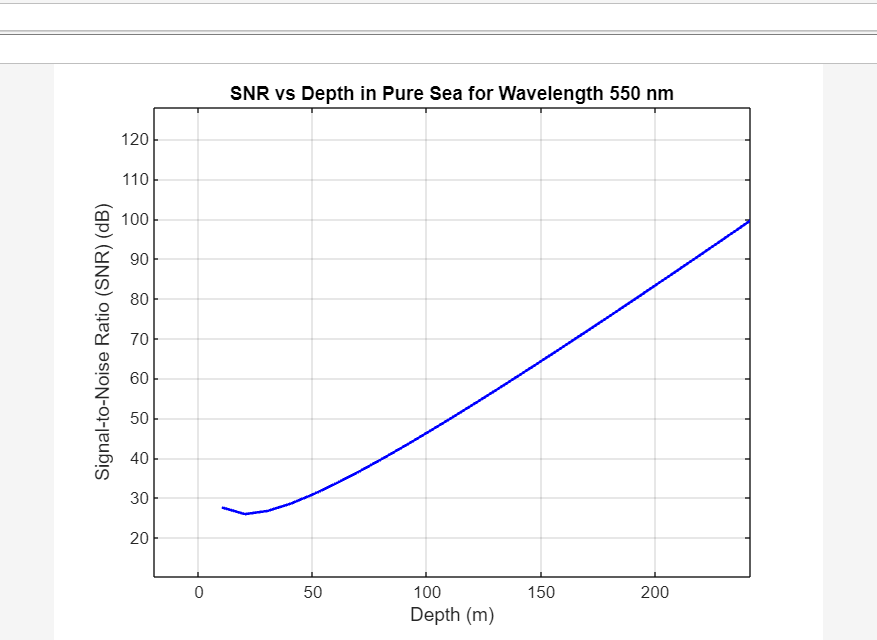 SNR vs Depth in Pure Sea for Wavelength 550 nm
Signal-to-Noise Ratio (SNR) (dB)
120
110
100
90
80
70
60
50
40
30
20
0 50 100 150 200
Depth (m)